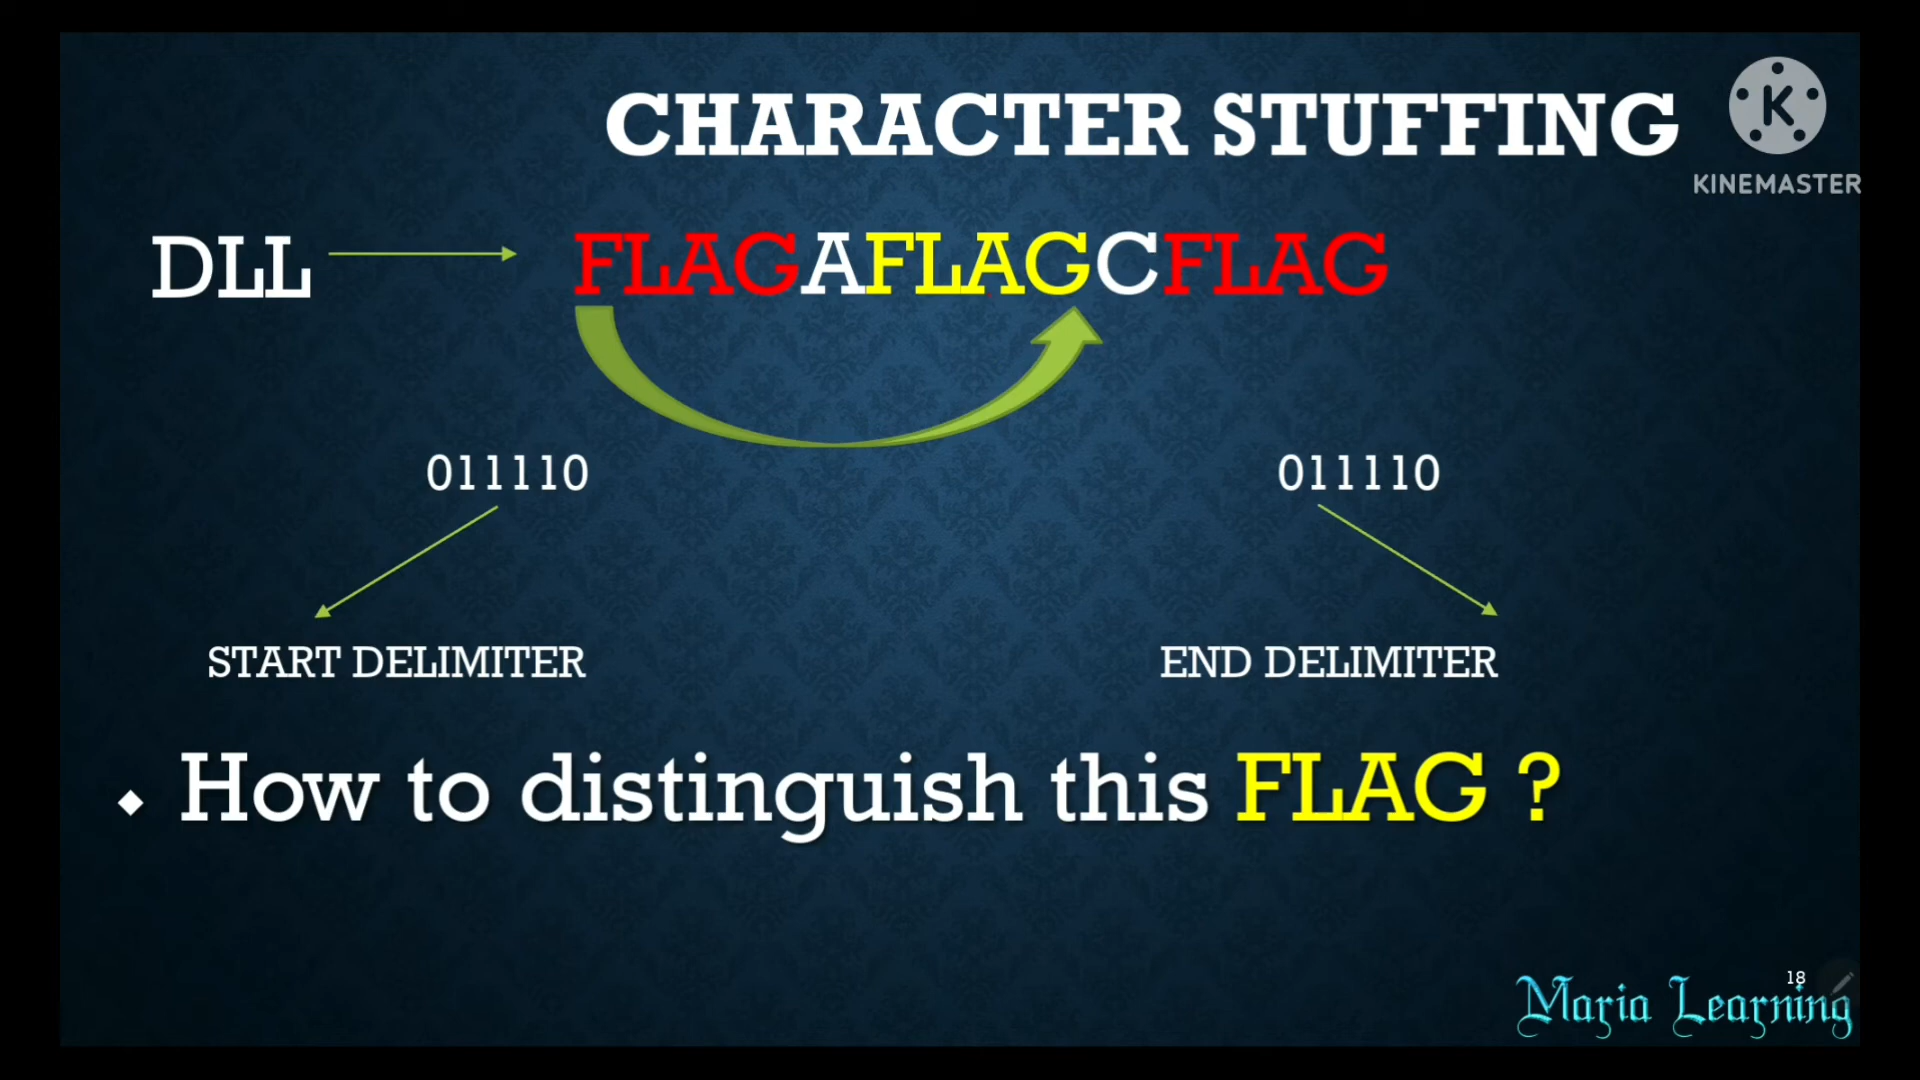 CHARACTER STUFFING
K
KINEMASTER
DLL FLAGAFLAGCFLAG
011110 011110
START DELIMITER END DELIMITER
How to distinguish this FLAG ?
18
Maria Learning